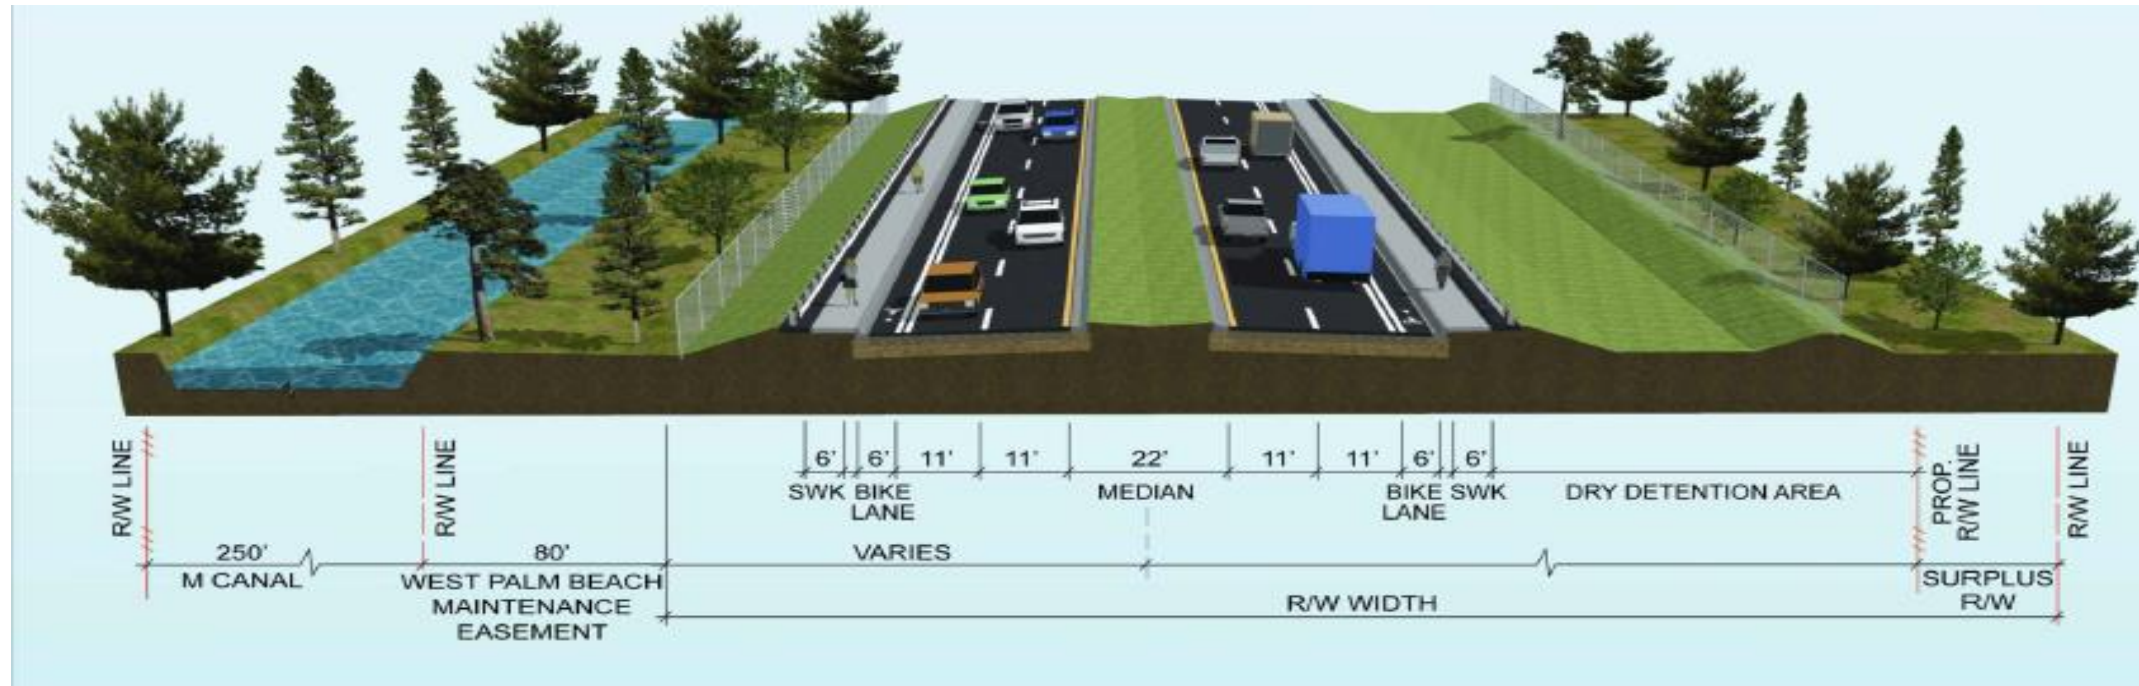 6' 6' 11' 11' 22' 11' 11' 6' 6'
SWK BIKE LANE MEDIAN BIKE LANE SWK DRY DETENTION AREA
R/W LINE
R/W LINE
PROP. R/W LINE
R/W LINE
250'
M CANAL
80'
WEST PALM BEACH
MAINTENANCE
EASEMENT
VARIES
SURPLUS
R/W
R/W WIDTH